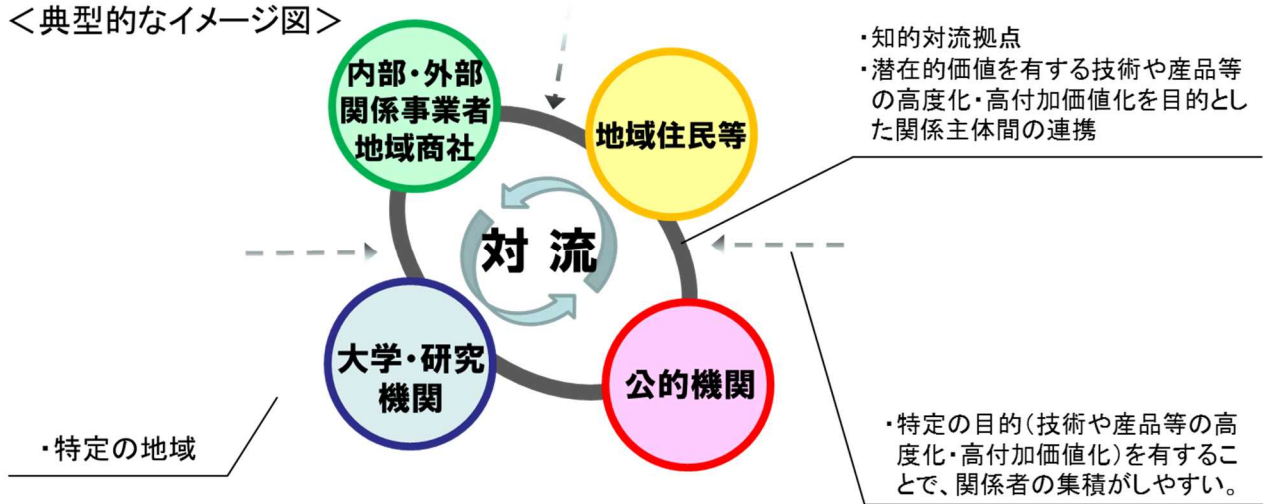 ＜典型的なイメージ図＞
内部・外部
関係事業者
地域商社
地域住民等
・知的対流拠点
・潜在的価値を有する技術や産品等
の高度化・高付加価値化を目的とし
た関係主体間の連携
対 流
大学・研究
機関
公的機関
・特定の地域
・特定の目的（技術や産品等の高
度化・高付加価値化）を有するこ
とで、関係者の集積がしやすい。